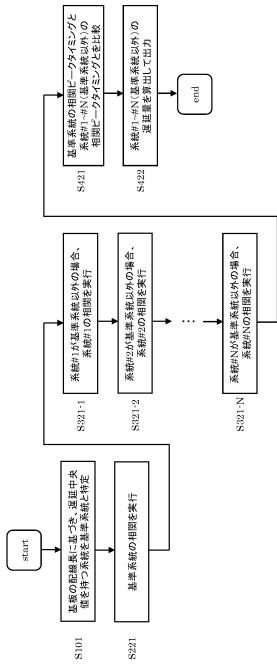 start
S101
基板の配線長に基づき、遅延中央
値を持つ系統を基準系統と特定
S221
基準系統の相関を実行
S321-1
系統#1が基準系統以外の場合、
系統#1の相関を実行
S321-2
系統#2が基準系統以外の場合、
系統#2の相関を実行
…
S321-N
系統#Nが基準系統以外の場合、
系統#Nの相関を実行
S421
基準系統の相関ピークタイミングと
系統#1~#N(基準系統以外)の
相関ピークタイミングとを比較
S422
系統#1~#N(基準系統以外)の
遅延量を算出して出力
end